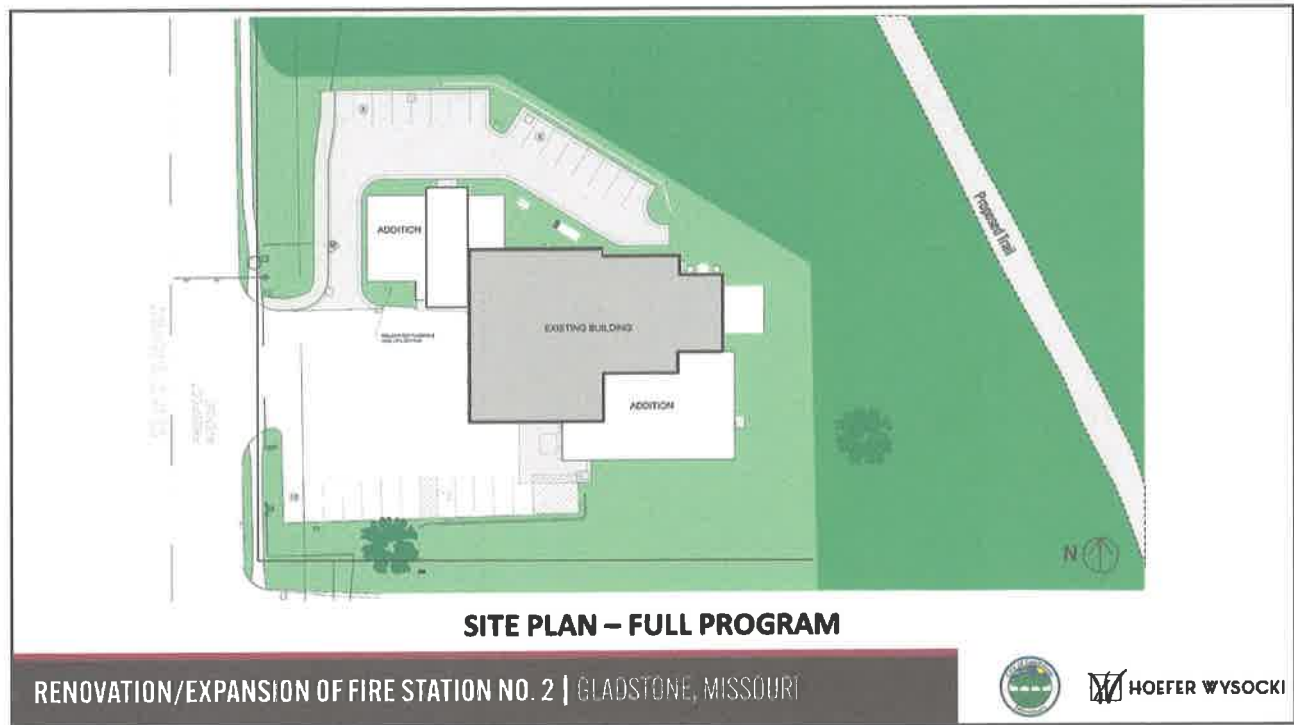 Proposed Trail
ADDITION
EXISTING BUILDING
ADDITION
N
SITE PLAN – FULL PROGRAM
RENOVATION/EXPANSION OF FIRE STATION NO. 2 | GLADSTONE, MISSOURI
HOEFER WYSOCKI